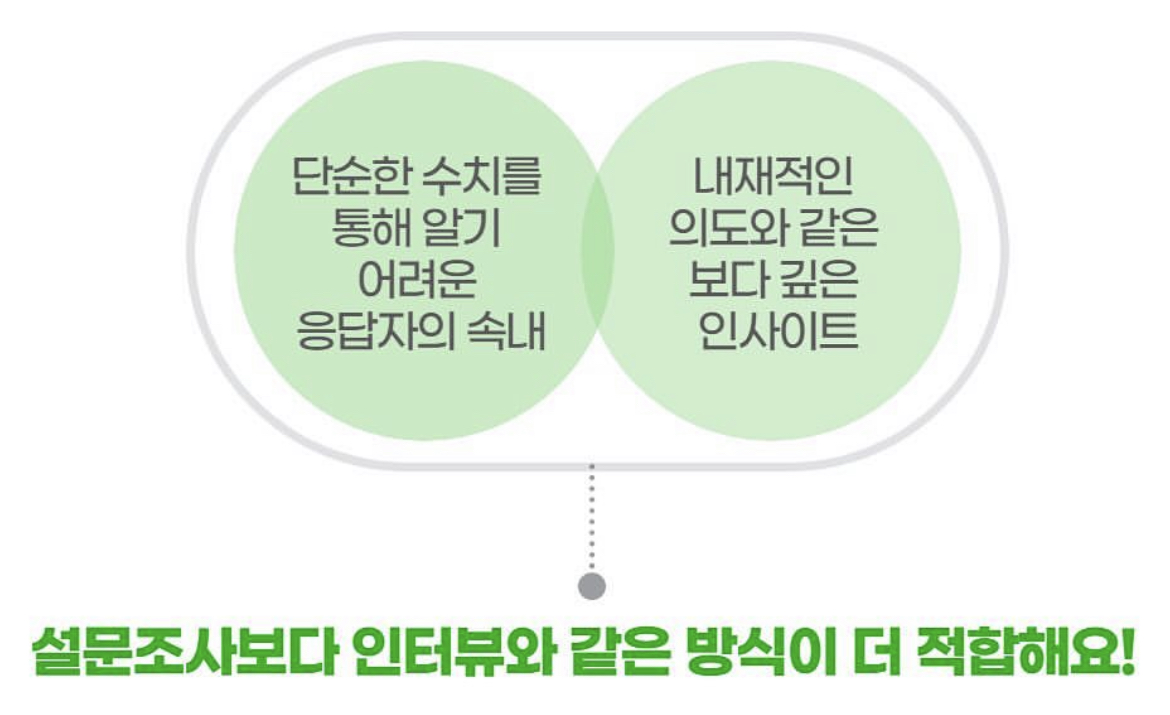 단순한 수치를
통해 알기
어려운
응답자의 속내
내재적인
의도와 같은
보다 깊은
인사이트
설문조사보다 인터뷰와 같은 방식이 더 적합해요!